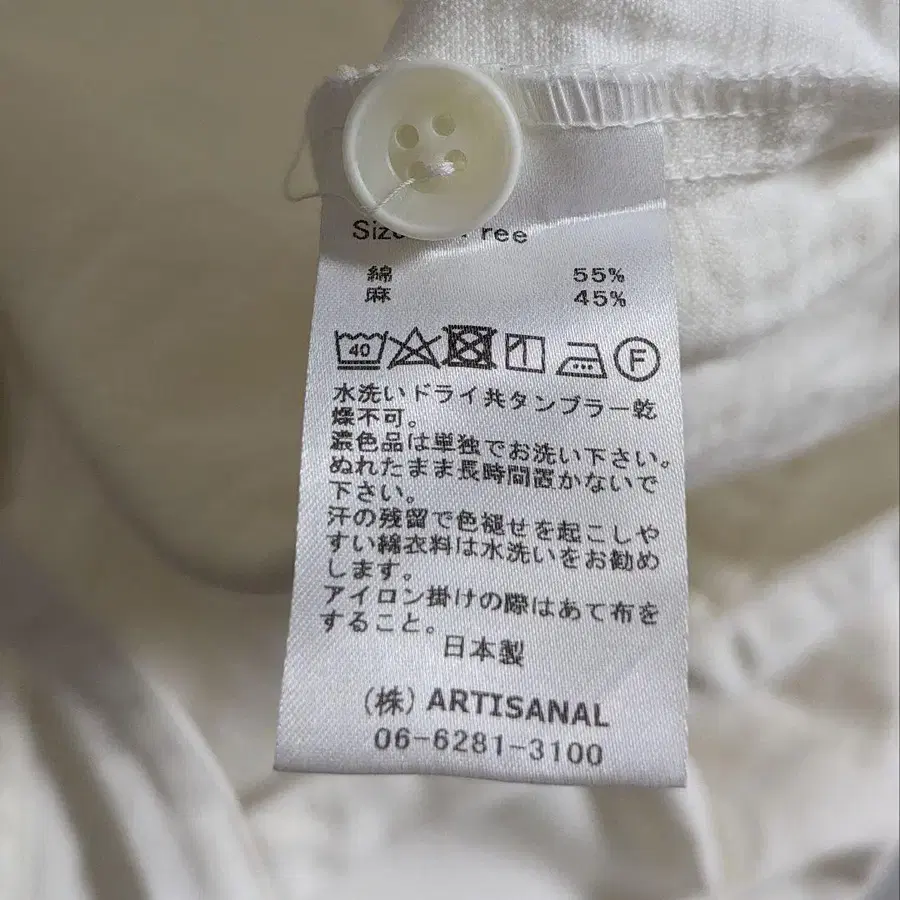 Size ree
綿 55%
麻 45%
40 F
水洗いドライ共タンブラー乾
燥不可。
濃色品は単独でお洗い下さい。
ぬれたまま長時間置かないで
下さい。
汗の残留で色褪せを起こしや
すい綿衣料は水洗いをお勧め
します。
アイロン掛けの際はあて布を
すること。
日本製
(株) ARTISANAL
06-6281-3100